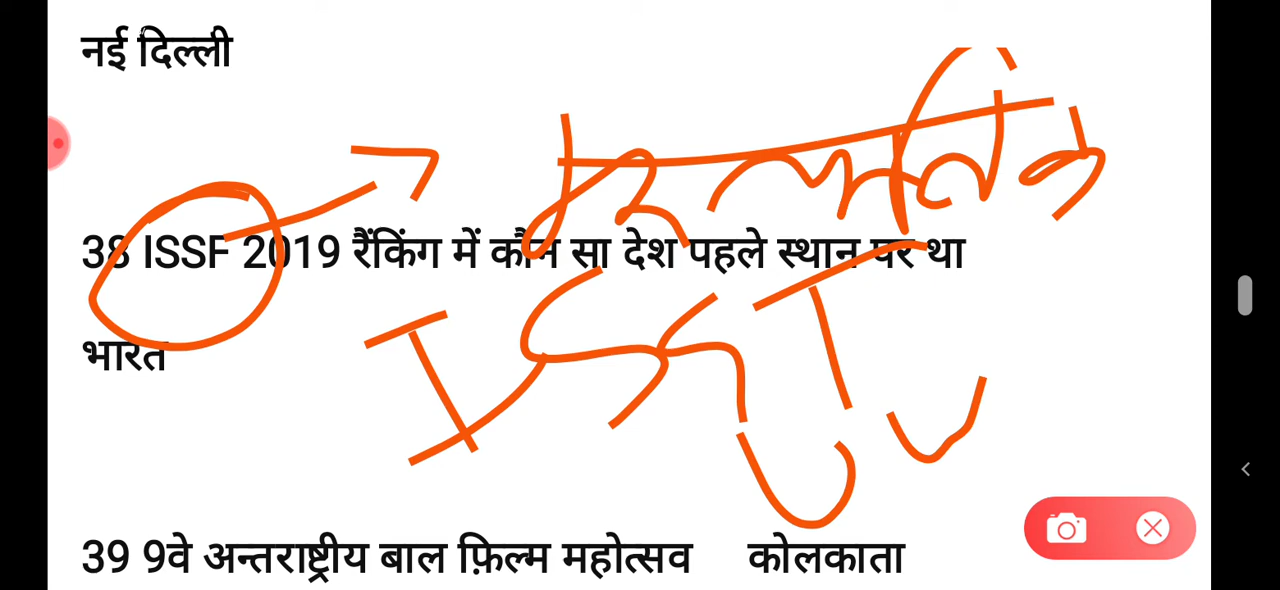 नई दिल्ली
38 ISSF 2019 रैंकिंग में कौन सा देश पहले स्थान पर था
भारत
39 9वे अन्तराष्ट्रीय बाल फ़िल्म महोत्सव कोलकाता